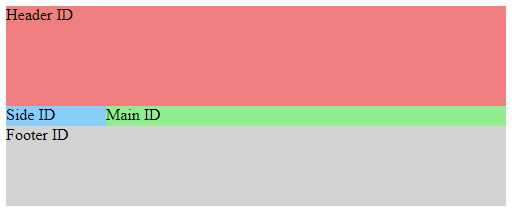 Header ID
Side ID
Main ID
Footer ID